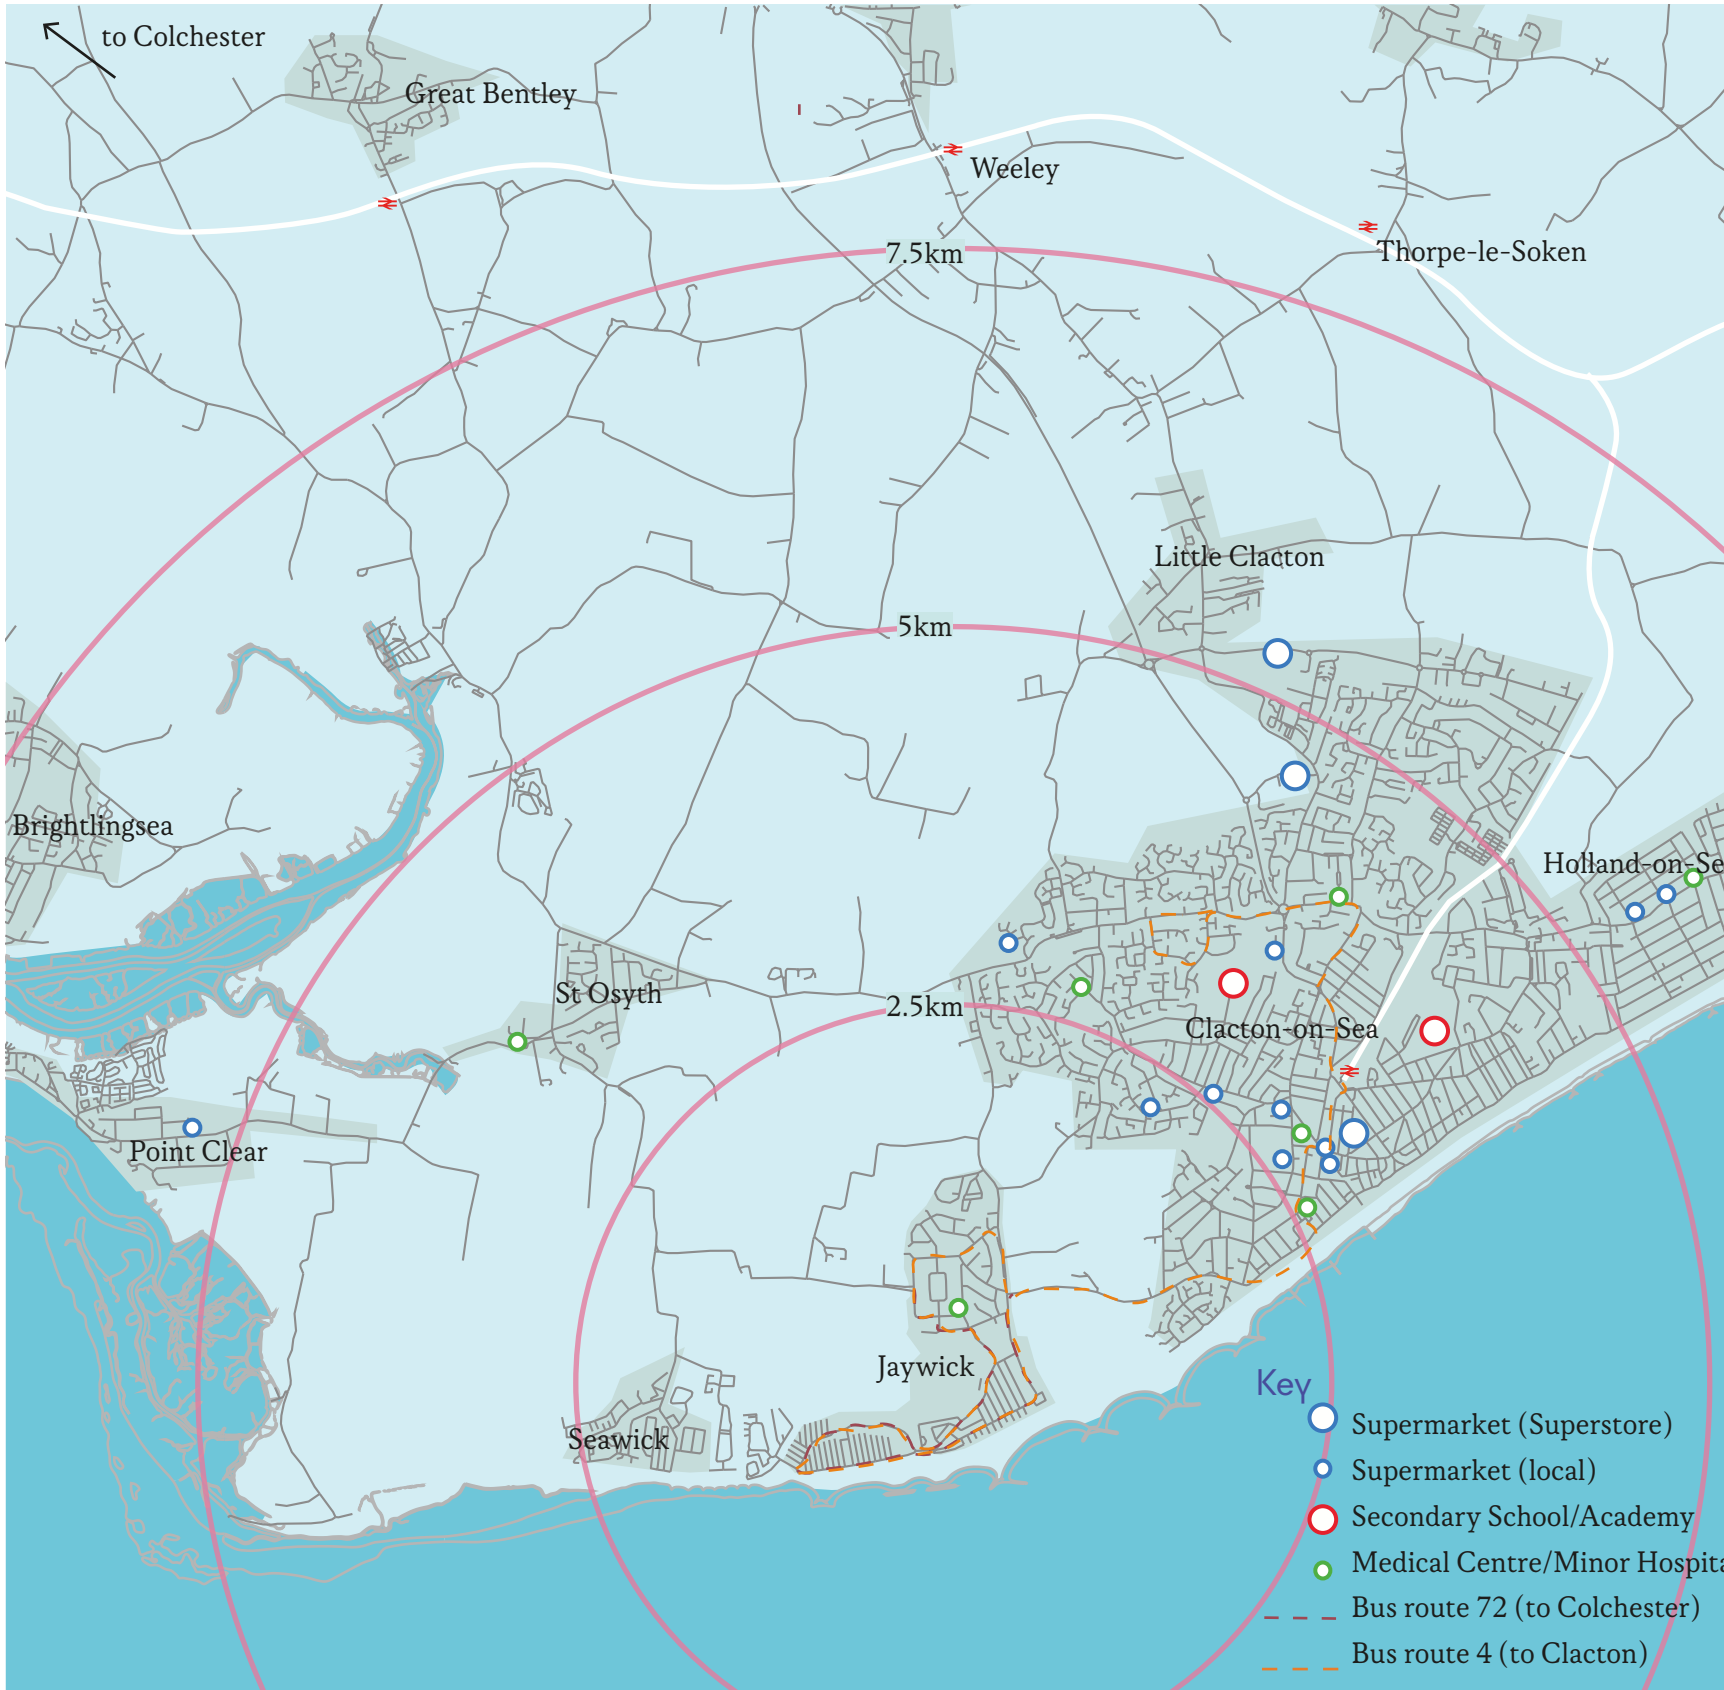 to Colchester
Great Bentley
Weeley
7.5km
Thorpe-le-Soken
Little Clacton
5km
Brightlingsea
Holland-on-Se
St Osyth
2.5km
Clacton-on-Sea
Point Clear
Jaywick
Seawick
Key
Supermarket (Superstore)
Supermarket (local)
Secondary School/Academy
Medical Centre/Minor Hospita
Bus route 72 (to Colchester)
Bus route 4 (to Clacton)